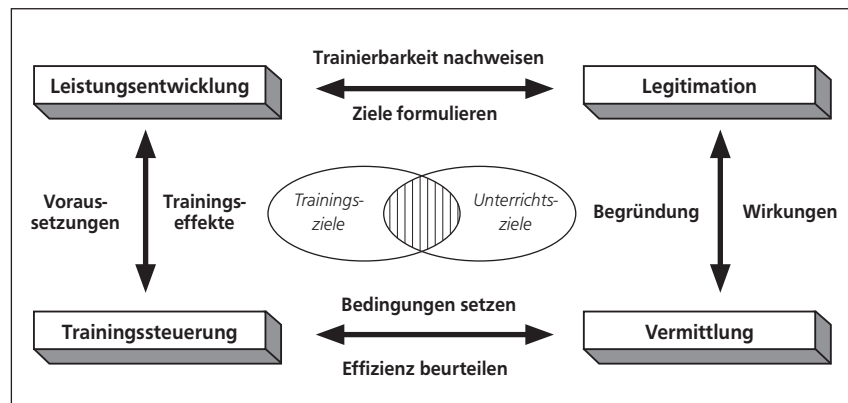 Trainierbarkeit nachweisen
Leistungsentwicklung
Legitimation
Ziele formulieren
Voraus-
setzungen
Trainings-
effekte
Trainings-
ziele
Unterrichts-
ziele
Begründung
Wirkungen
Bedingungen setzen
Trainingssteuerung
Vermittlung
Effizienz beurteilen